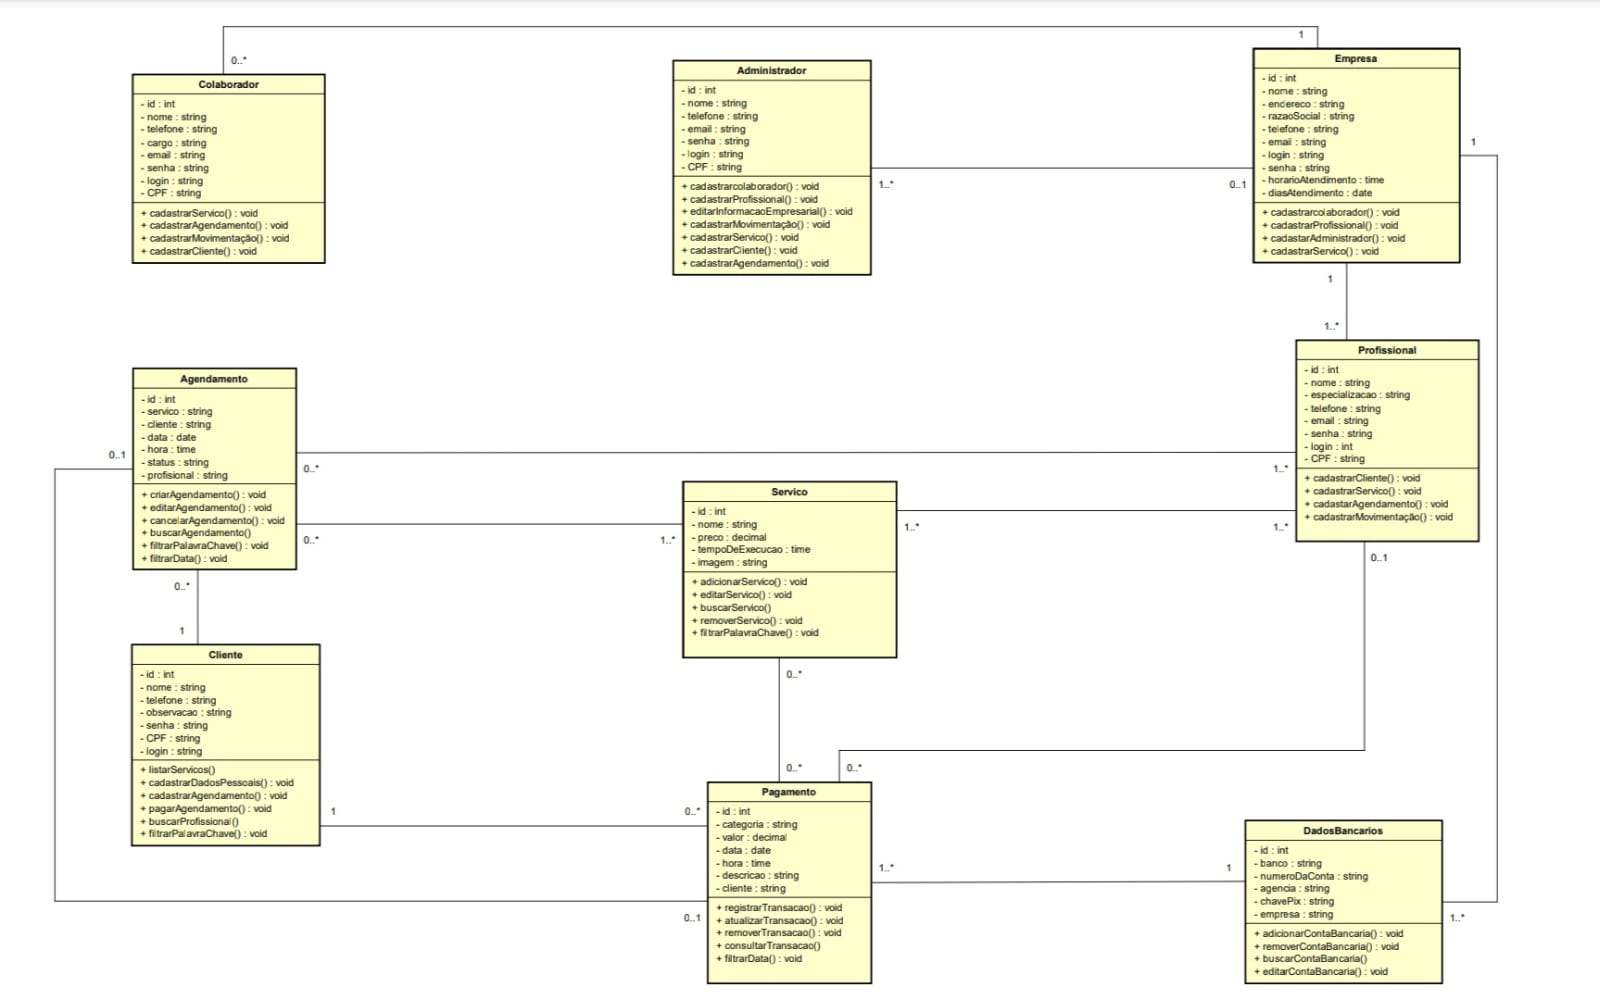 1
0..*
Colaborador
- id : int
- nome : string
- telefone : string
- cargo : string
- email : string
- senha : string
- login : string
- CPF : string
+ cadastrarServico() : void
+ cadastrarAgendamento() : void
+ cadastrarMovimentação() : void
+ cadastrarCliente() : void
Administrador
- id : int
- nome : string
- telefone : string
- email : string
- senha : string
- login : string
- CPF : string
+ cadastrarcolaborador() : void
+ cadastrarProfissional() : void
+ editarInformacaoEmpresarial() : void
+ cadastrarMovimentação() : void
+ cadastrarServico() : void
+ cadastrarCliente() : void
+ cadastrarAgendamento() : void
1..*
0..1
Empresa
- id : int
- nome : string
- endereco : string
- razaoSocial : string
- telefone : string
- email : string
- login : string
- senha : string
- horarioAtendimento : time
- diasAtendimento : date
+ cadastrarcolaborador() : void
+ cadastrarProfissional() : void
+ cadastarAdministrador() : void
+ cadastrarServico() : void
1
1
1..*
Profissional
- id : int
- nome : string
- especializacao : string
- telefone : string
- email : string
- senha : string
- login : int
- CPF : string
+ cadastrarCliente() : void
+ cadastrarServico() : void
+ cadastarAgendamento() : void
+ cadastrarMovimentação() : void
1..*
1..*
0..1
Agendamento
- id : int
- servico : string
- cliente : string
- data : date
- hora : time
- status : string
- profisional : string
+ criarAgendamento() : void
+ editarAgendamento() : void
+ cancelarAgendamento() : void
+ buscarAgendamento()
+ filtrarPalavraChave() : void
+ filtrarData() : void
0..1
0..*
0..*
0..*
1
Servico
- id : int
- nome : string
- preco : decimal
- tempoDeExecucao : time
- imagem : string
+ adicionarServico() : void
+ editarServico() : void
+ buscarServico()
+ removerServico() : void
+ filtrarPalavraChave() : void
1..*
1..*
0..*
0..*
0..*
Cliente
- id : int
- nome : string
- telefone : string
- observacao : string
- senha : string
- CPF : string
- login : string
+ listarServicos()
+ cadastrarDadosPessoais() : void
+ cadastrarAgendamento() : void
+ pagarAgendamento() : void
+ buscarProfissional()
+ filtrarPalavraChave() : void
1
0..*
Pagamento
- id : int
- categoria : string
- valor : decimal
- data : date
- hora : time
- descricao : string
- cliente : string
+ registrarTransacao() : void
+ atualizarTransacao() : void
+ removerTransacao() : void
+ consultarTransacao()
+ filtrarData() : void
0..1
1..*
1
DadosBancarios
- id : int
- banco : string
- numeroDaConta : string
- agencia : string
- chavePix : string
- empresa : string
+ adicionarContaBancaria() : void
+ removerContaBancaria() : void
+ buscarContaBancaria()
+ editarContaBancaria() : void
1..*